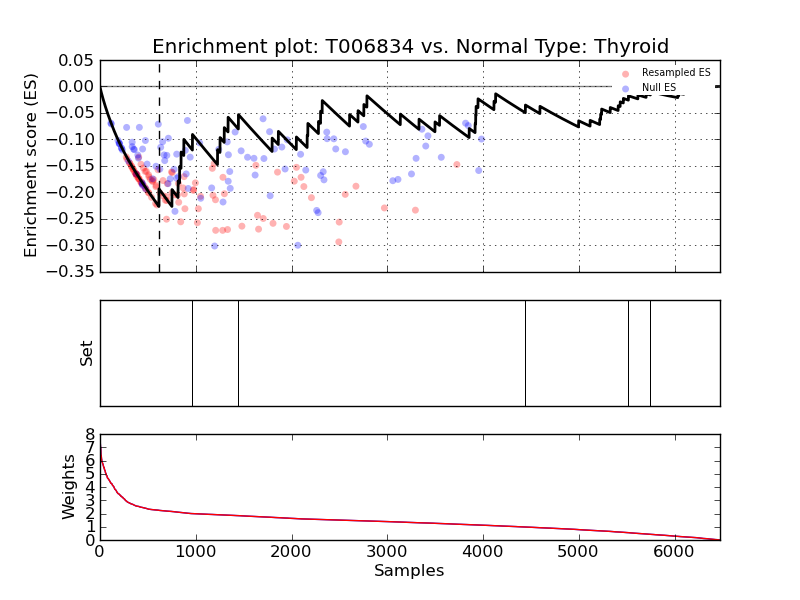 Enrichment plot: T006834 vs. Normal Type: Thyroid
Enrichment score (ES)
0.05
0.00
−0.05
−0.10
−0.15
−0.20
−0.25
−0.30
−0.35
Resampled ES
Null ES
Set
Weights
8
7
6
5
4
3
2
1
0
0 1000 2000 3000 4000 5000 6000
Samples